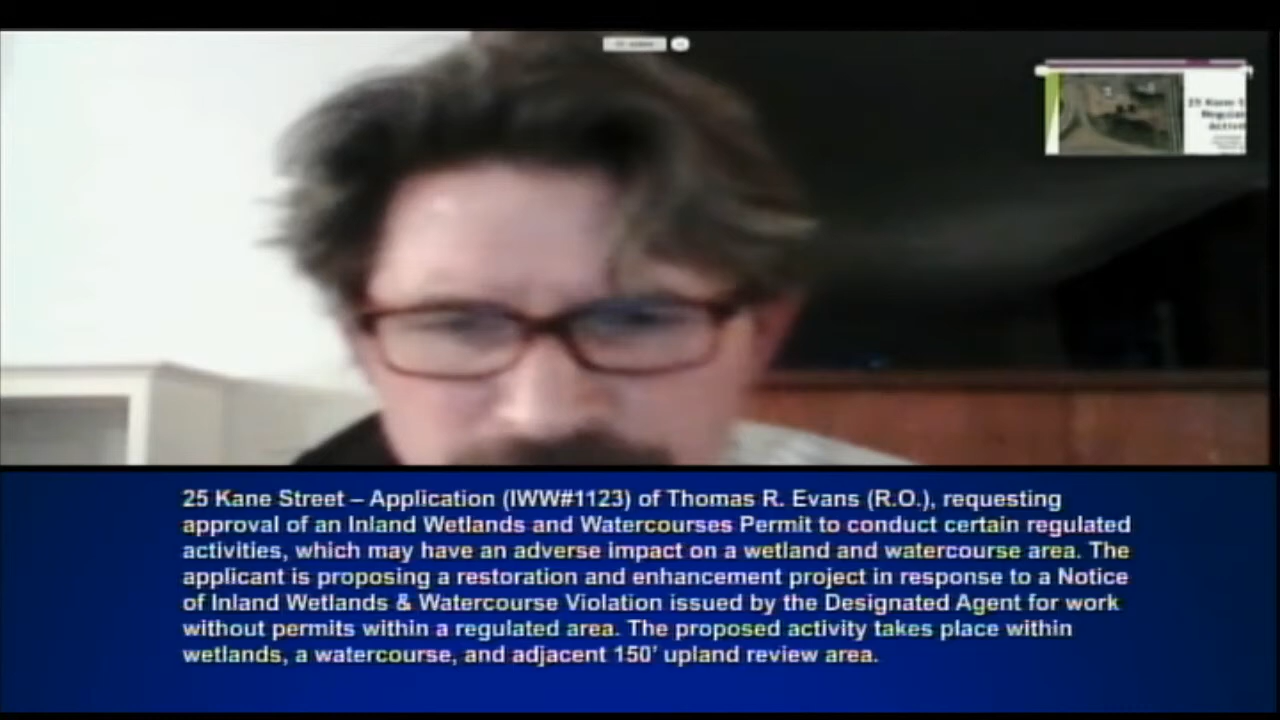 25 Kane S
Regulat
Activit
25 Kane Street – Application (IWW#1123) of Thomas R. Evans (R.O.), requesting
approval of an Inland Wetlands and Watercourses Permit to conduct certain regulated
activities, which may have an adverse impact on a wetland and watercourse area. The
applicant is proposing a restoration and enhancement project in response to a Notice
of Inland Wetlands & Watercourse Violation issued by the Designated Agent for work
without permits within a regulated area. The proposed activity takes place within
wetlands, a watercourse, and adjacent 150’ upland review area.